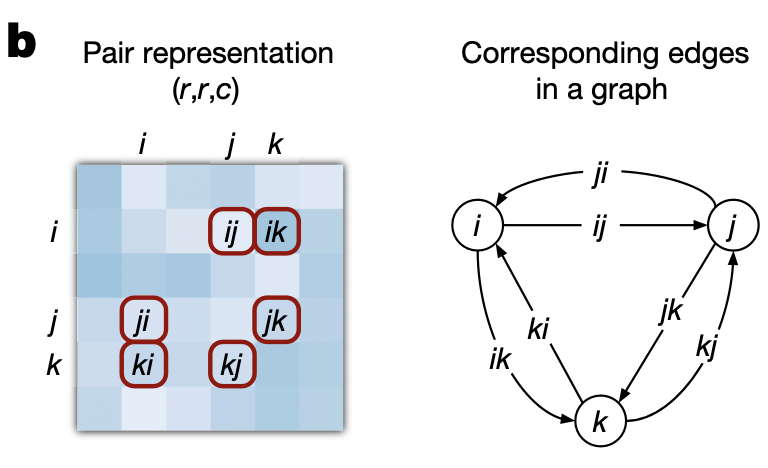 b
Pair representation
(r,r,c)
i j k
i ij ik
j ji jk
k ki kj
Corresponding edges
in a graph
ji
i ij j
ki jk
ik kj
k